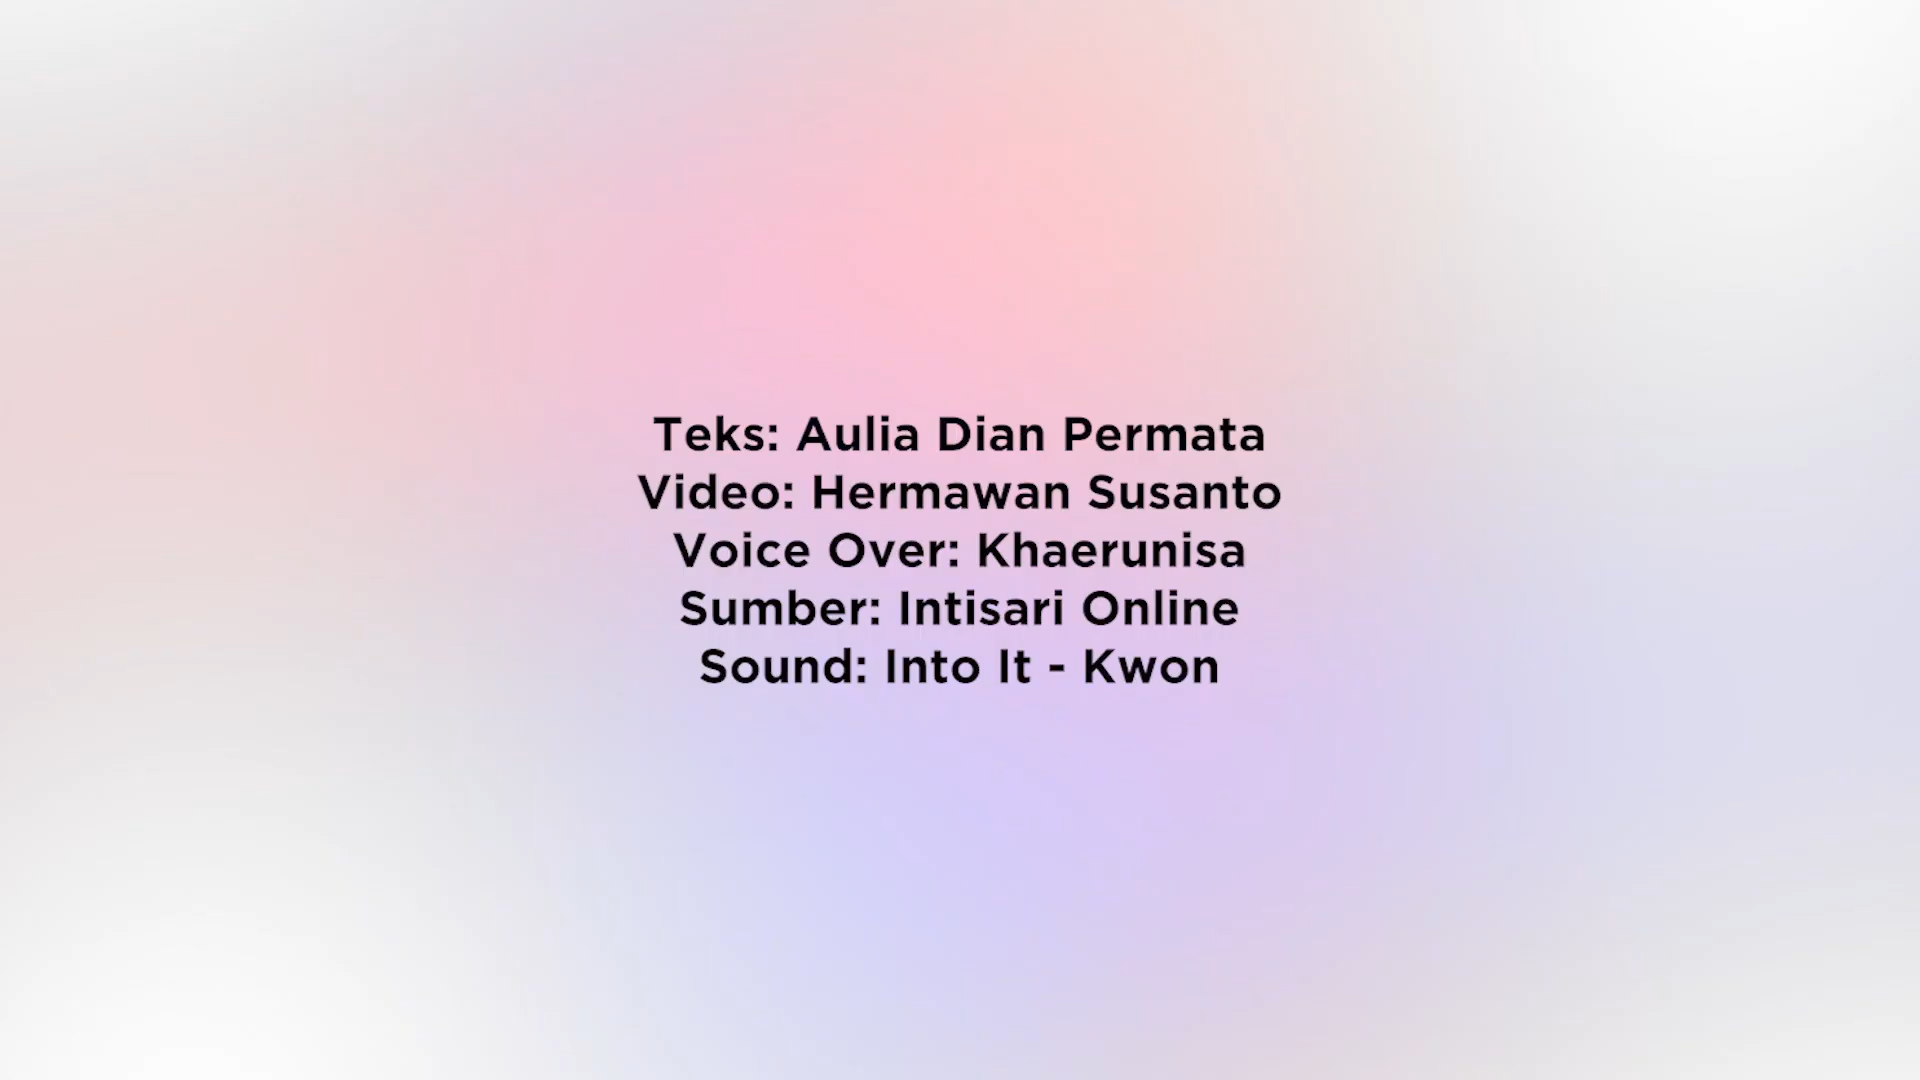 Teks: Aulia Dian Permata
Video: Hermawan Susanto
Voice Over: Khaerunisa
Sumber: Intisari Online
Sound: Into It - Kwon